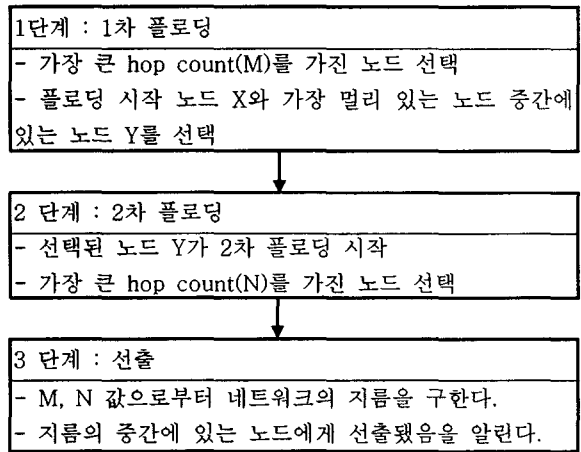 1단계 : 1차 플로딩
- 가장 큰 hop count(M)를 가진 노드 선택
- 플로딩 시작 노드 X와 가장 멀리 있는 노드 중간에
있는 노드 Y를 선택
2 단계 : 2차 플로딩
- 선택된 노드 Y가 2차 플로딩 시작
- 가장 큰 hop count(N)를 가진 노드 선택
3 단계 : 선출
- M, N 값으로부터 네트워크의 지름을 구한다.
- 지름의 중간에 있는 노드에게 선출됐음을 알린다.